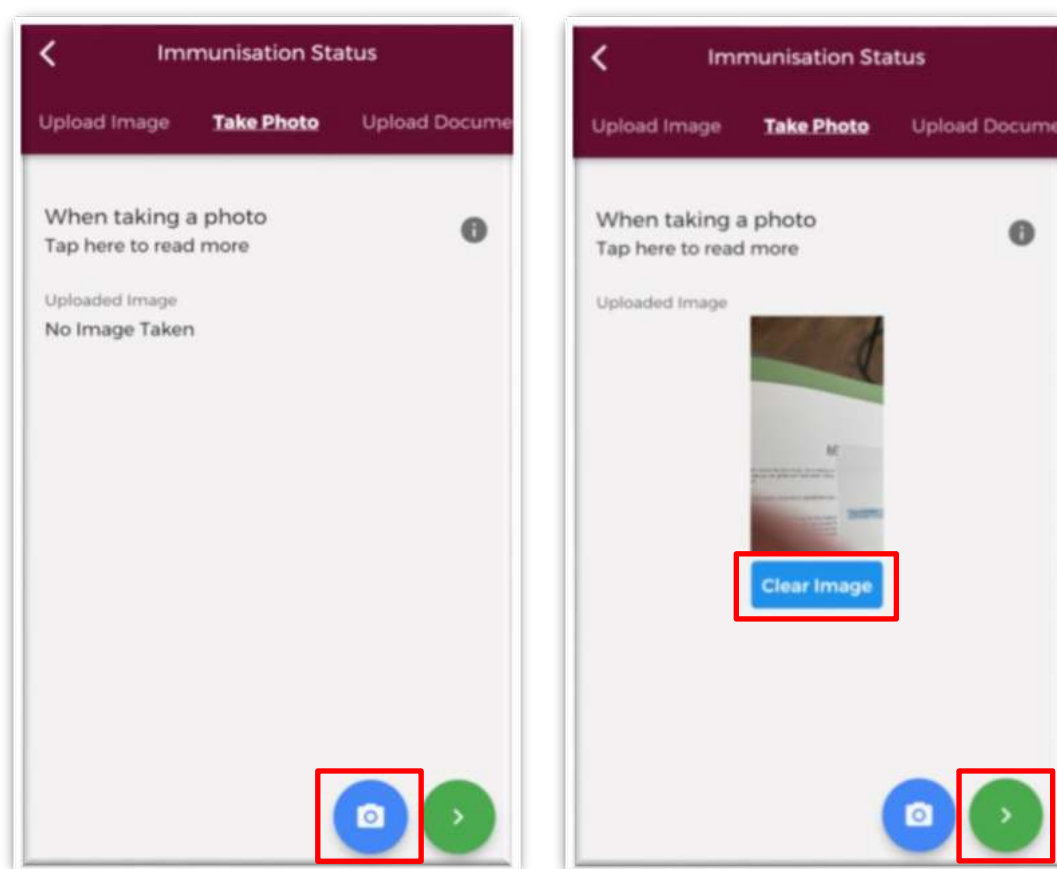 Immunisation Status
Upload Image Take Photo Upload Docume
When taking a photo
Tap here to read more
Uploaded Image
No Image Taken
Immunisation Status
Upload Image Take Photo Upload Docume
When taking a photo
Tap here to read more
Uploaded Image
Clear Image